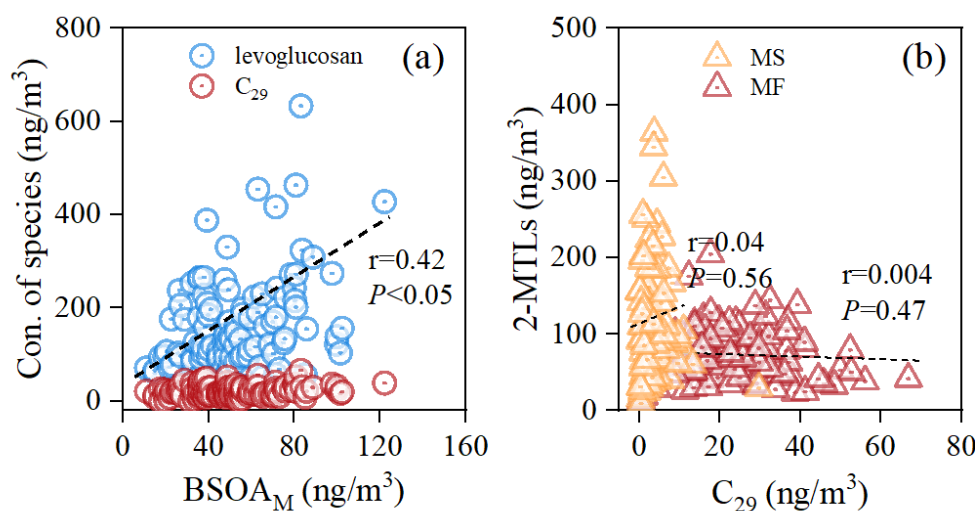 (a)
levoglucosan
C₂₉
Con. of species (ng/m³)
800
600
400
200
0
r=0.42
P<0.05
0
40
80
120
160
BSOA_M (ng/m³)
(b)
MS
MF
2-MTLs (ng/m³)
500
400
300
200
100
0
r=0.04
P=0.56
r=0.004
P=0.47
0
20
40
60
80
C₂₉ (ng/m³)